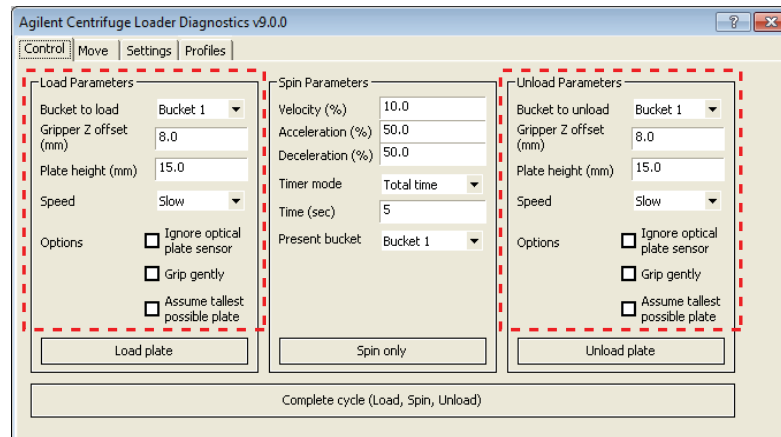 Agilent Centrifuge Loader Diagnostics v9.0.0
Control Move Settings Profiles
Load Parameters
Bucket to load Bucket 1
Gripper Z offset
(mm) 8.0
Plate height (mm) 15.0
Speed Slow
Options Ignore optical
plate sensor
Grip gently
Assume tallest
possible plate
Load plate
Spin Parameters
Velocity (%) 10.0
Acceleration (%) 50.0
Deceleration (%) 50.0
Timer mode Total time
Time (sec) 5
Present bucket Bucket 1
Spin only
Unload Parameters
Bucket to unload Bucket 1
Gripper Z offset
(mm) 8.0
Plate height (mm) 15.0
Speed Slow
Options Ignore optical
plate sensor
Grip gently
Assume tallest
possible plate
Unload plate
Complete cycle (Load, Spin, Unload)